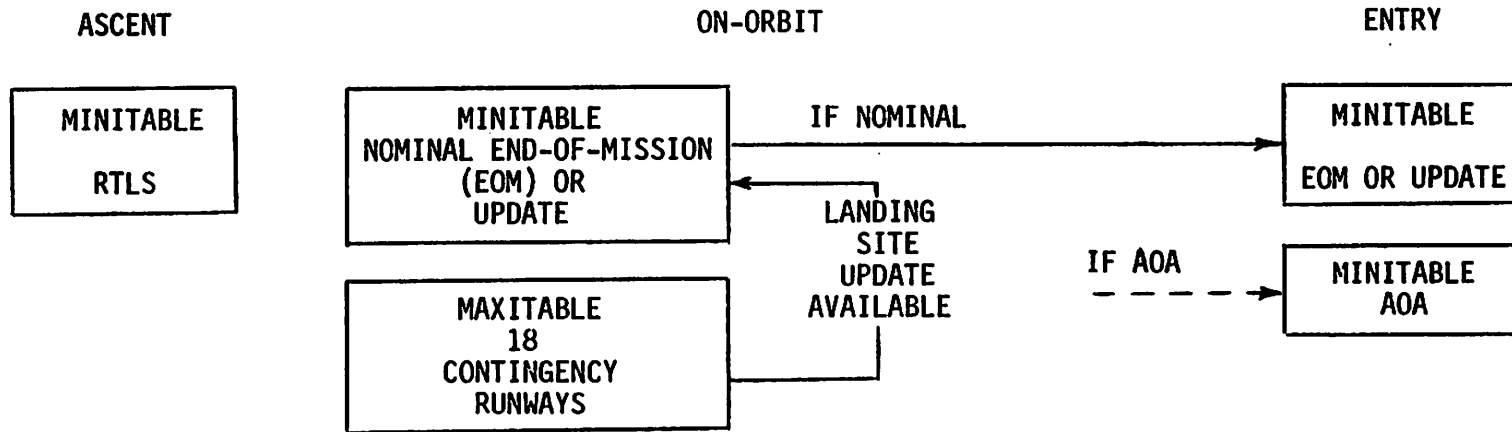 ASCENT
ON-ORBIT
ENTRY
MINITABLE
RTLS
MINITABLE
NOMINAL END-OF-MISSION
(EOM) OR
UPDATE
IF NOMINAL
MINITABLE
EOM OR UPDATE
LANDING
SITE
UPDATE
AVAILABLE
IF AOA
MINITABLE
AOA
MAXITABLE
18
CONTINGENCY
RUNWAYS